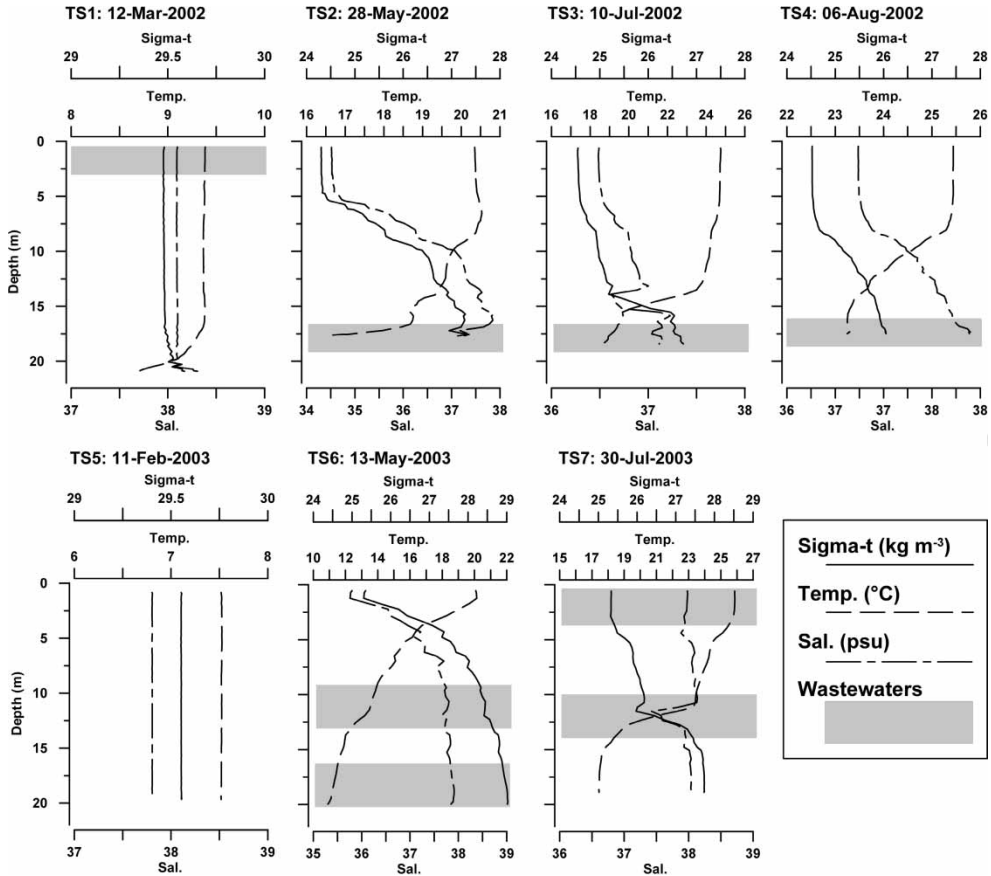 TS1: 12-Mar-2002 TS2: 28-May-2002 TS3: 10-Jul-2002 TS4: 06-Aug-2002
Sigma-t Sigma-t Sigma-t Sigma-t
29 29.5 30 24 25 26 27 28 24 25 26 27 28 24 25 26 27 28
Temp. Temp. Temp. Temp.
8 9 10 16 17 18 19 20 21 16 18 20 22 24 26 22 23 24 25 26
0
5
10
15
20
Depth (m)
37 38 39 34 35 36 37 38 36 37 38 36 37 38 38
Sal. Sal. Sal. Sal.
TS5: 11-Feb-2003 TS6: 13-May-2003 TS7: 30-Jul-2003
Sigma-t Sigma-t Sigma-t
29 29.5 30 24 25 26 27 28 29 24 25 26 27 28 29
Temp. Temp. Temp.
6 7 8 10 12 14 16 18 20 22 15 17 19 21 23 25 27
0
5
10
15
20
Depth (m)
37 38 39 35 36 37 38 39 37 38 39
Sal. Sal. Sal.
Sigma-t (kg m⁻³)
Temp. (°C)
Sal. (psu)
Wastewaters